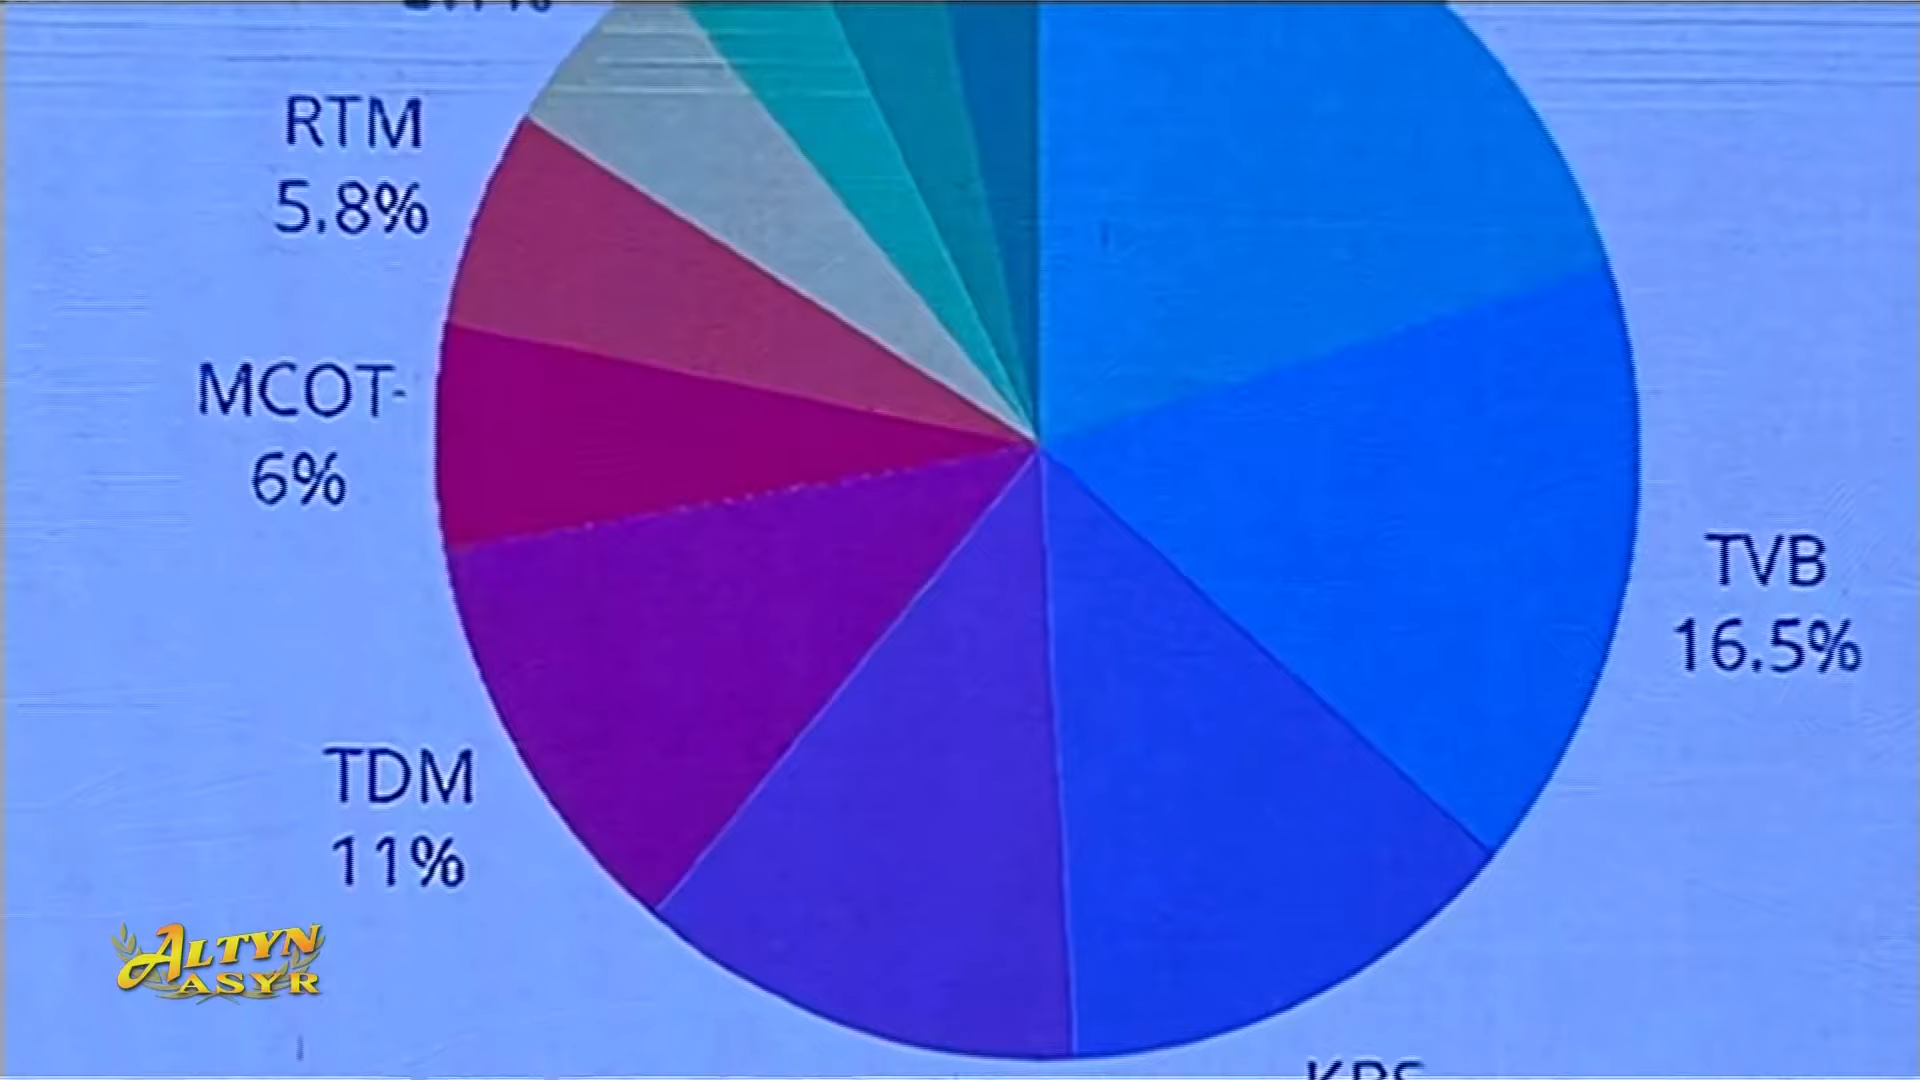 RTM
5.8%
MCOT-
6%
TVB
16.5%
TDM
11%
ALTYN
ASYR